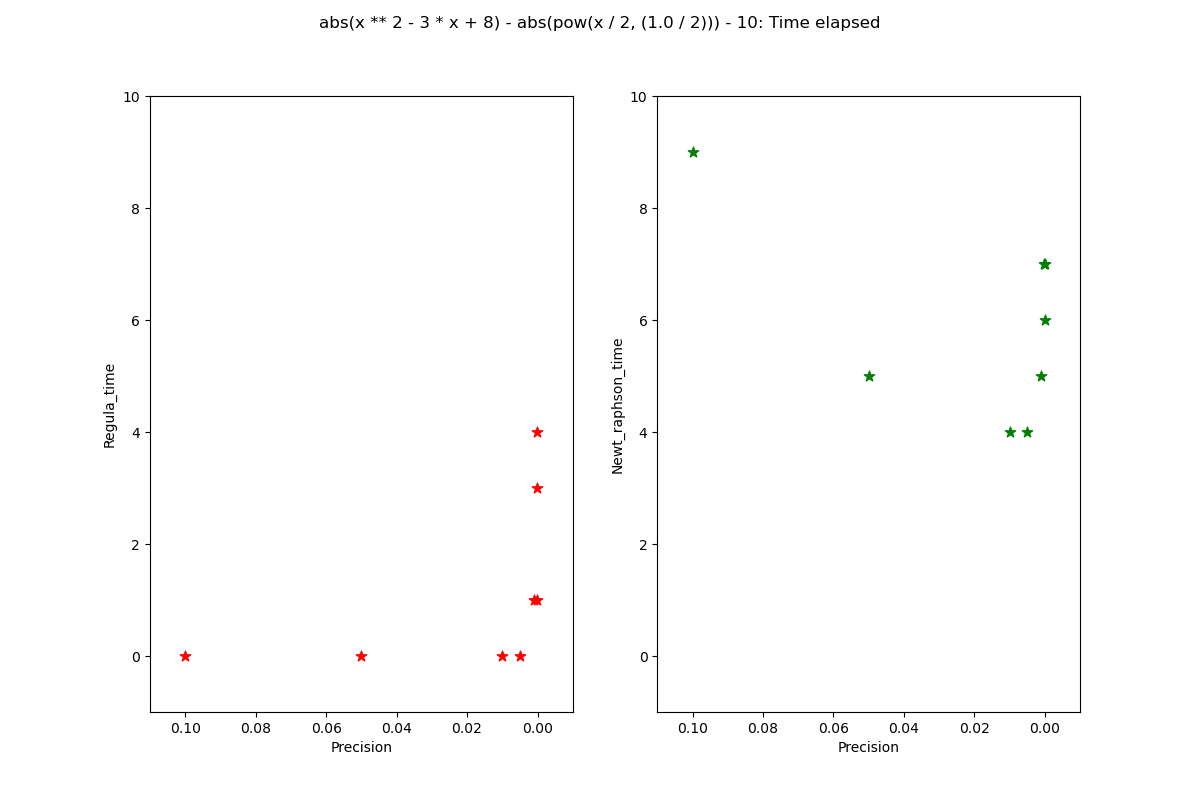 abs(x ** 2 - 3 * x + 8) - abs(pow(x / 2, (1.0 / 2))) - 10: Time elapsed
10
8
6
4
2
0
Regula_time
0.10 0.08 0.06 0.04 0.02 0.00
Precision
10
8
6
4
2
0
Newt_raphson_time
0.10 0.08 0.06 0.04 0.02 0.00
Precision